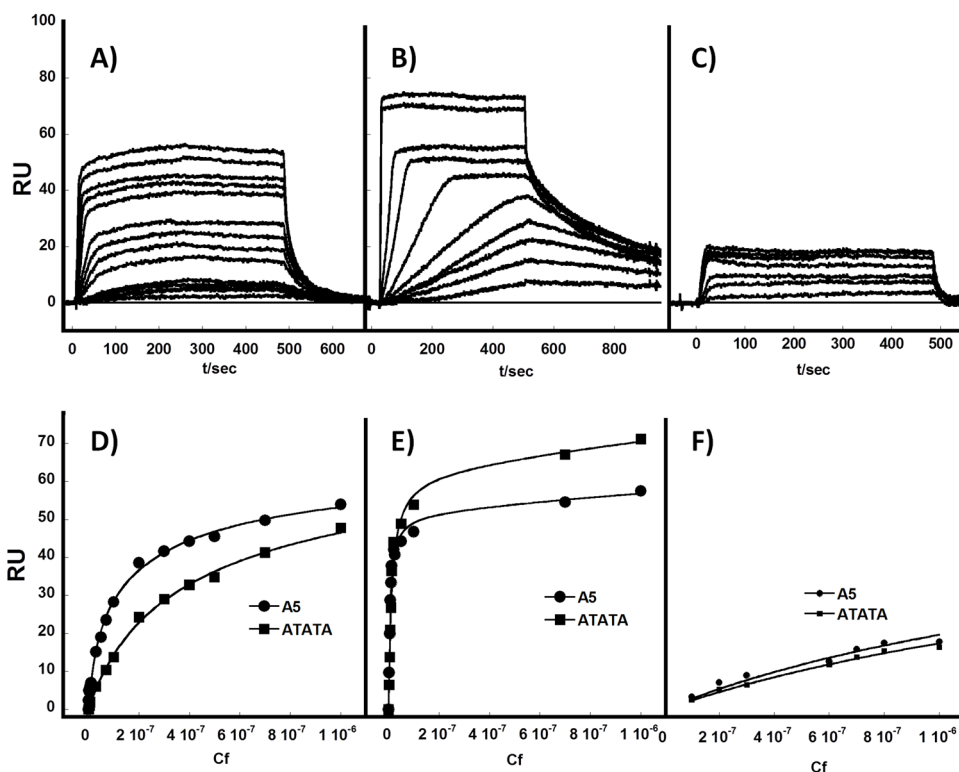 A) B) C)
100
80
60
40
20
0
RU
0 100 200 300 400 500 600
t/sec
0 200 400 600 800
t/sec
0 100 200 300 400 500
t/sec
D) E) F)
70
60
50
40
30
20
10
0
RU
A5
ATATA
A5
ATATA
A5
ATATA
0 2 10-7 4 10-7 6 10-7 8 10-7 1 10-6
Cf
0 2 10-7 4 10-7 6 10-7 8 10-7 1 10-6
Cf
0 2 10-7 4 10-7 6 10-7 8 10-7 1 10-6
Cf